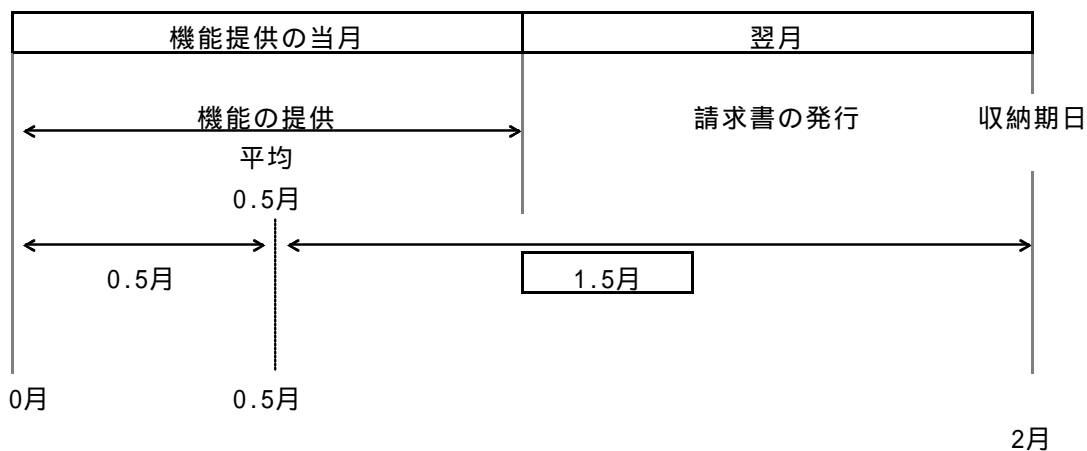 機能提供の当月 翌月
機能の提供 請求書の発行 収納期日
平均
0.5月
0.5月 1.5月
0月 0.5月
2月